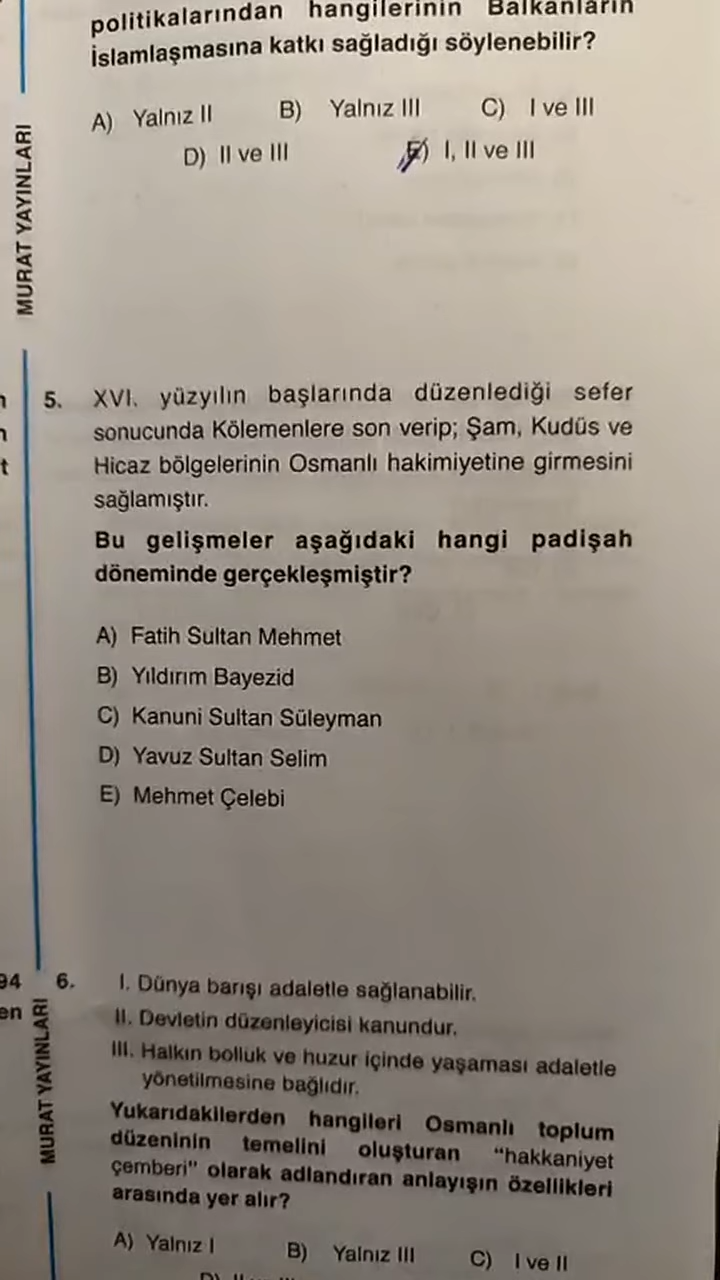 politikalarından hangilerinin Balkanların
İslamlaşmasına katkı sağladığı söylenebilir?
A) Yalnız II B) Yalnız III C) I ve III
D) II ve III E) I, II ve III
MURAT YAYINLARI
5. XVI. yüzyılın başlarında düzenlediği sefer
sonucunda Kölemenlere son verip; Şam, Kudüs ve
Hicaz bölgelerinin Osmanlı hakimiyetine girmesini
sağlamıştır.
Bu gelişmeler aşağıdaki hangi padişah
döneminde gerçekleşmiştir?
A) Fatih Sultan Mehmet
B) Yıldırım Bayezid
C) Kanuni Sultan Süleyman
D) Yavuz Sultan Selim
E) Mehmet Çelebi
94
en
MURAT YAYINLARI
6. I. Dünya barışı adaletle sağlanabilir.
II. Devletin düzenleyicisi kanundur.
III. Halkın bolluk ve huzur içinde yaşaması adaletle
yönetilmesine bağlıdır.
Yukarıdakilerden hangileri Osmanlı toplum
düzeninin temelini oluşturan “hakkaniyet
çemberi” olarak adlandıran anlayışın özellikleri
arasında yer alır?
A) Yalnız I B) Yalnız III C) I ve II